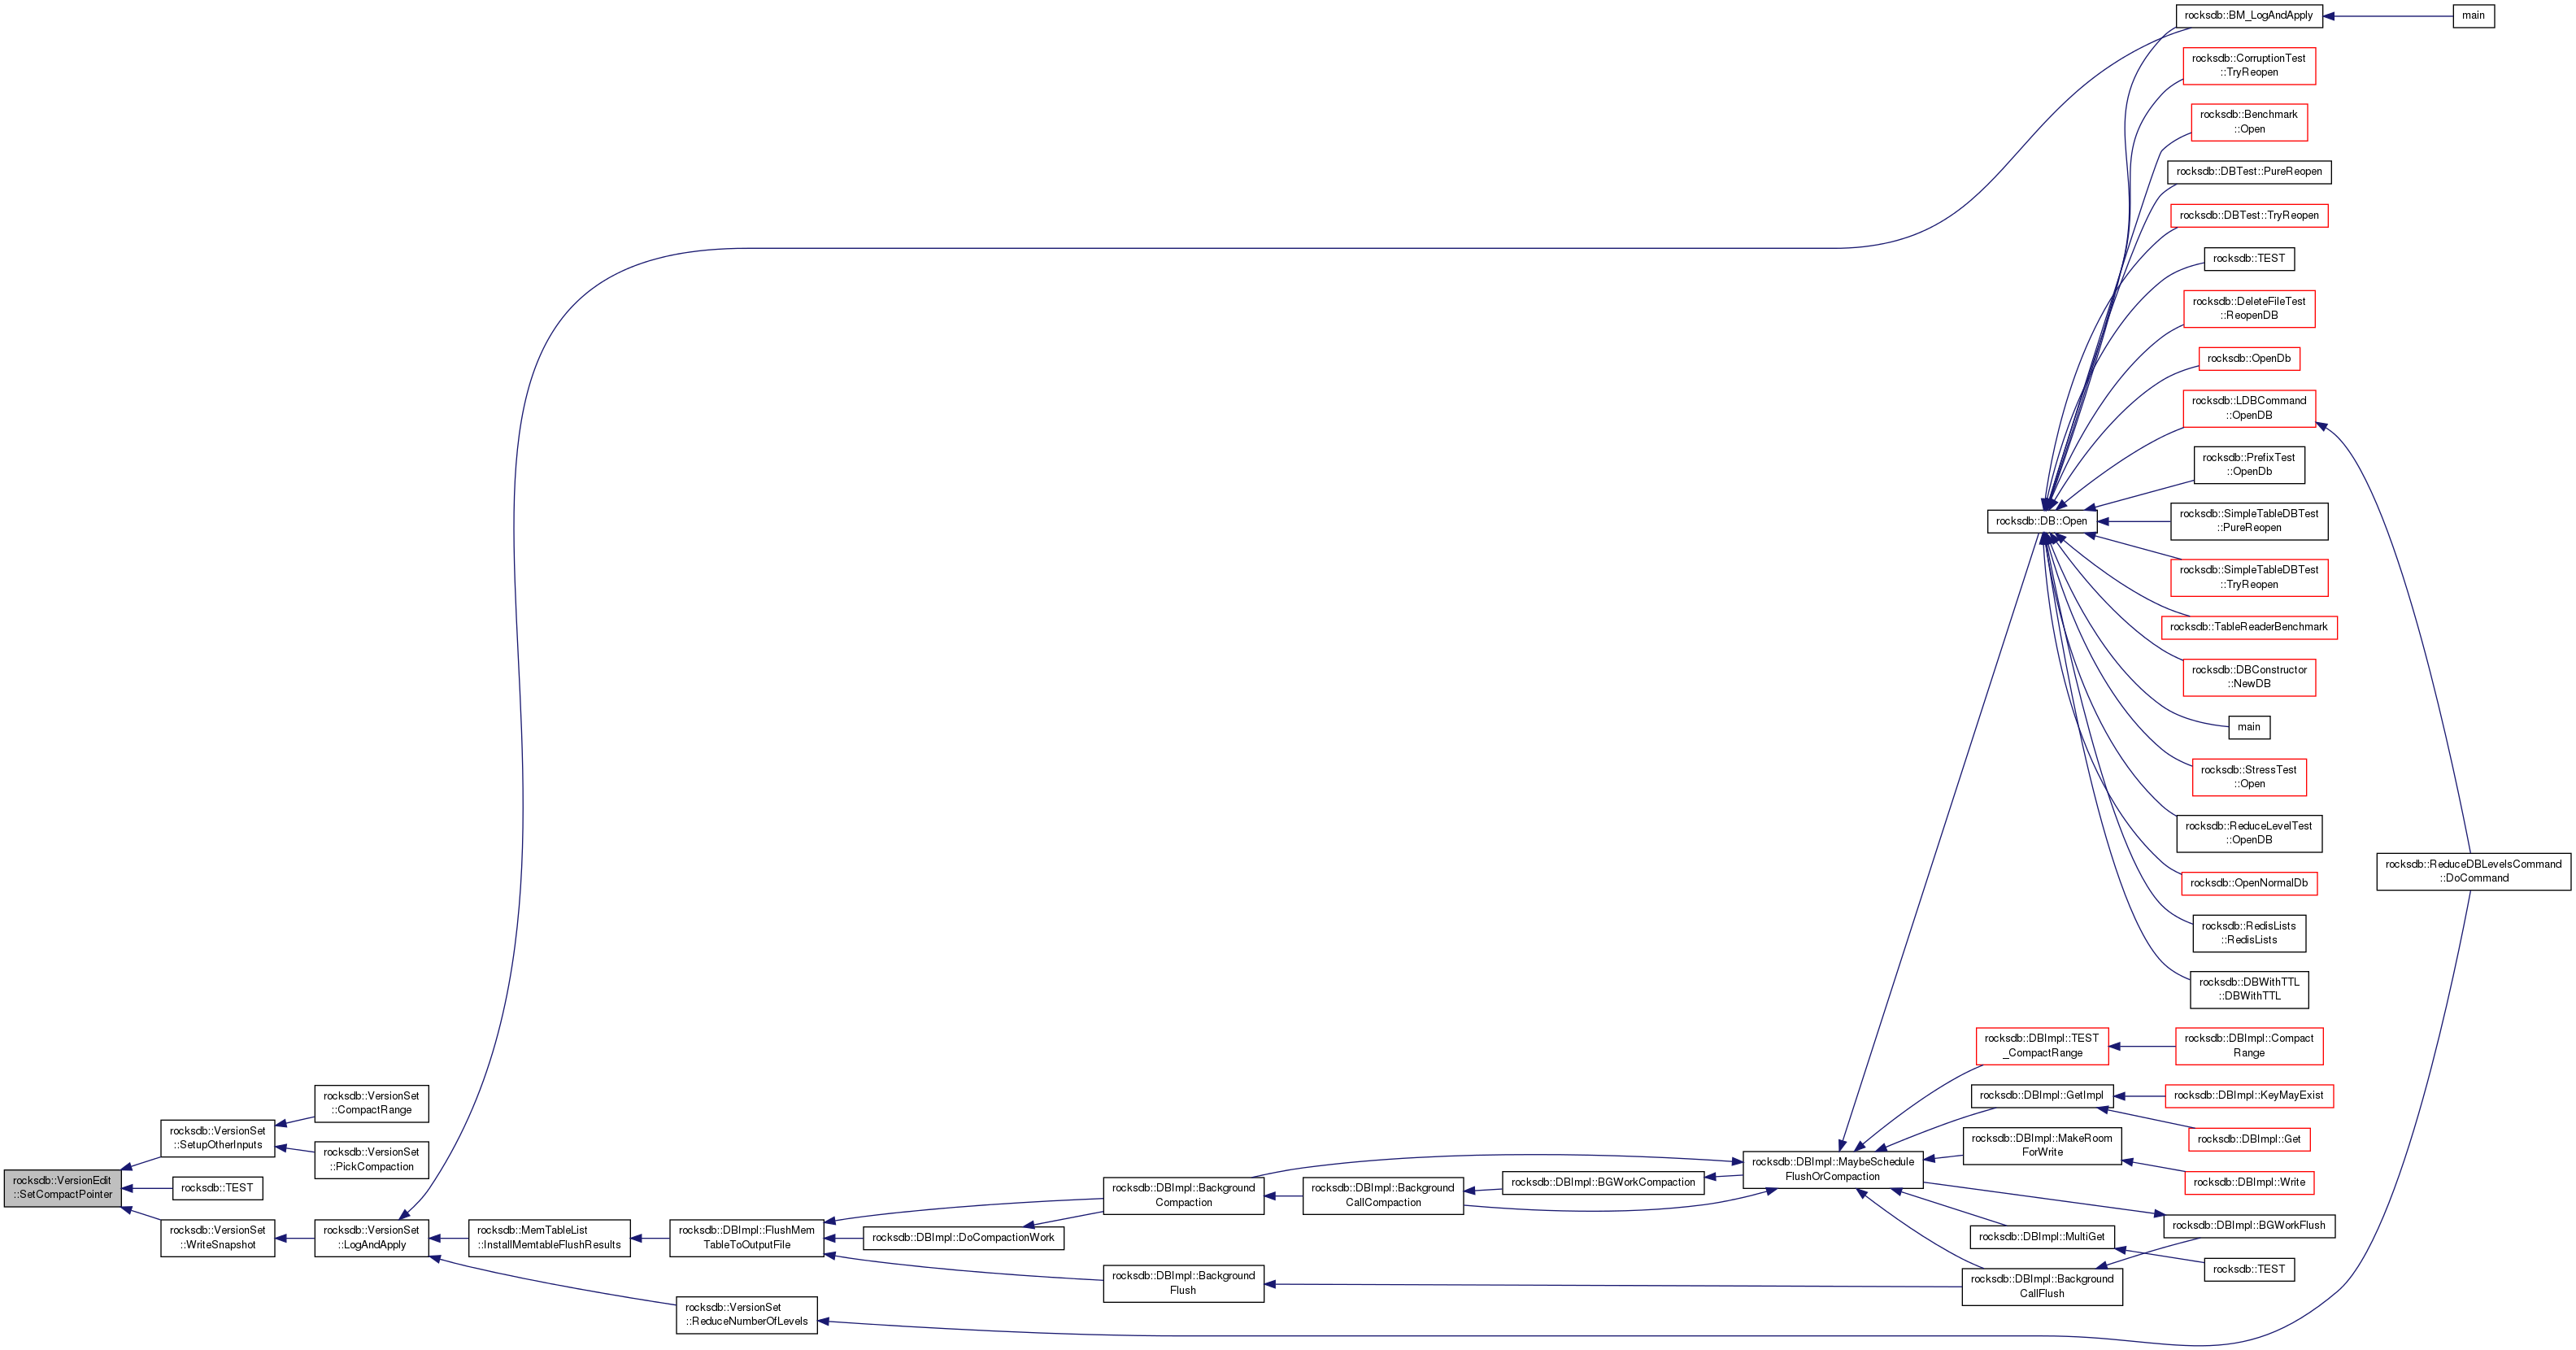 rocksdb::BM_LogAndApply
main
rocksdb::CorruptionTest
::TryReopen
rocksdb::Benchmark
::Open
rocksdb::DBTest::PureReopen
rocksdb::DBTest::TryReopen
rocksdb::TEST
rocksdb::DeleteFileTest
::ReopenDB
rocksdb::OpenDb
rocksdb::LDBCommand
::OpenDB
rocksdb::PrefixTest
::OpenDb
rocksdb::DB::Open
rocksdb::SimpleTableDBTest
::PureReopen
rocksdb::SimpleTableDBTest
::TryReopen
rocksdb::TableReaderBenchmark
rocksdb::DBConstructor
::NewDB
main
rocksdb::StressTest
::Open
rocksdb::ReduceLevelTest
::OpenDB
rocksdb::ReduceDBLevelsCommand
::DoCommand
rocksdb::OpenNormalDb
rocksdb::RedisLists
::RedisLists
rocksdb::DBWithTTL
::DBWithTTL
rocksdb::DBImpl::TEST
_CompactRange
rocksdb::DBImpl::Compact
Range
rocksdb::VersionSet
::CompactRange
rocksdb::DBImpl::GetImpl
rocksdb::DBImpl::KeyMayExist
rocksdb::VersionSet
::SetupOtherInputs
rocksdb::DBImpl::MakeRoom
ForWrite
rocksdb::DBImpl::Get
rocksdb::VersionSet
::PickCompaction
rocksdb::DBImpl::MaybeSchedule
FlushOrCompaction
rocksdb::VersionEdit
::SetCompactPointer
rocksdb::TEST
rocksdb::DBImpl::Background
Compaction
rocksdb::DBImpl::Background
CallCompaction
rocksdb::DBImpl::BGWorkCompaction
rocksdb::DBImpl::Write
rocksdb::VersionSet
::WriteSnapshot
rocksdb::VersionSet
::LogAndApply
rocksdb::MemTableList
::InstallMemtableFlushResults
rocksdb::DBImpl::FlushMem
TableToOutputFile
rocksdb::DBImpl::DoCompactionWork
rocksdb::DBImpl::MultiGet
rocksdb::DBImpl::BGWorkFlush
rocksdb::TEST
rocksdb::DBImpl::Background
Flush
rocksdb::DBImpl::Background
CallFlush
rocksdb::VersionSet
::ReduceNumberOfLevels